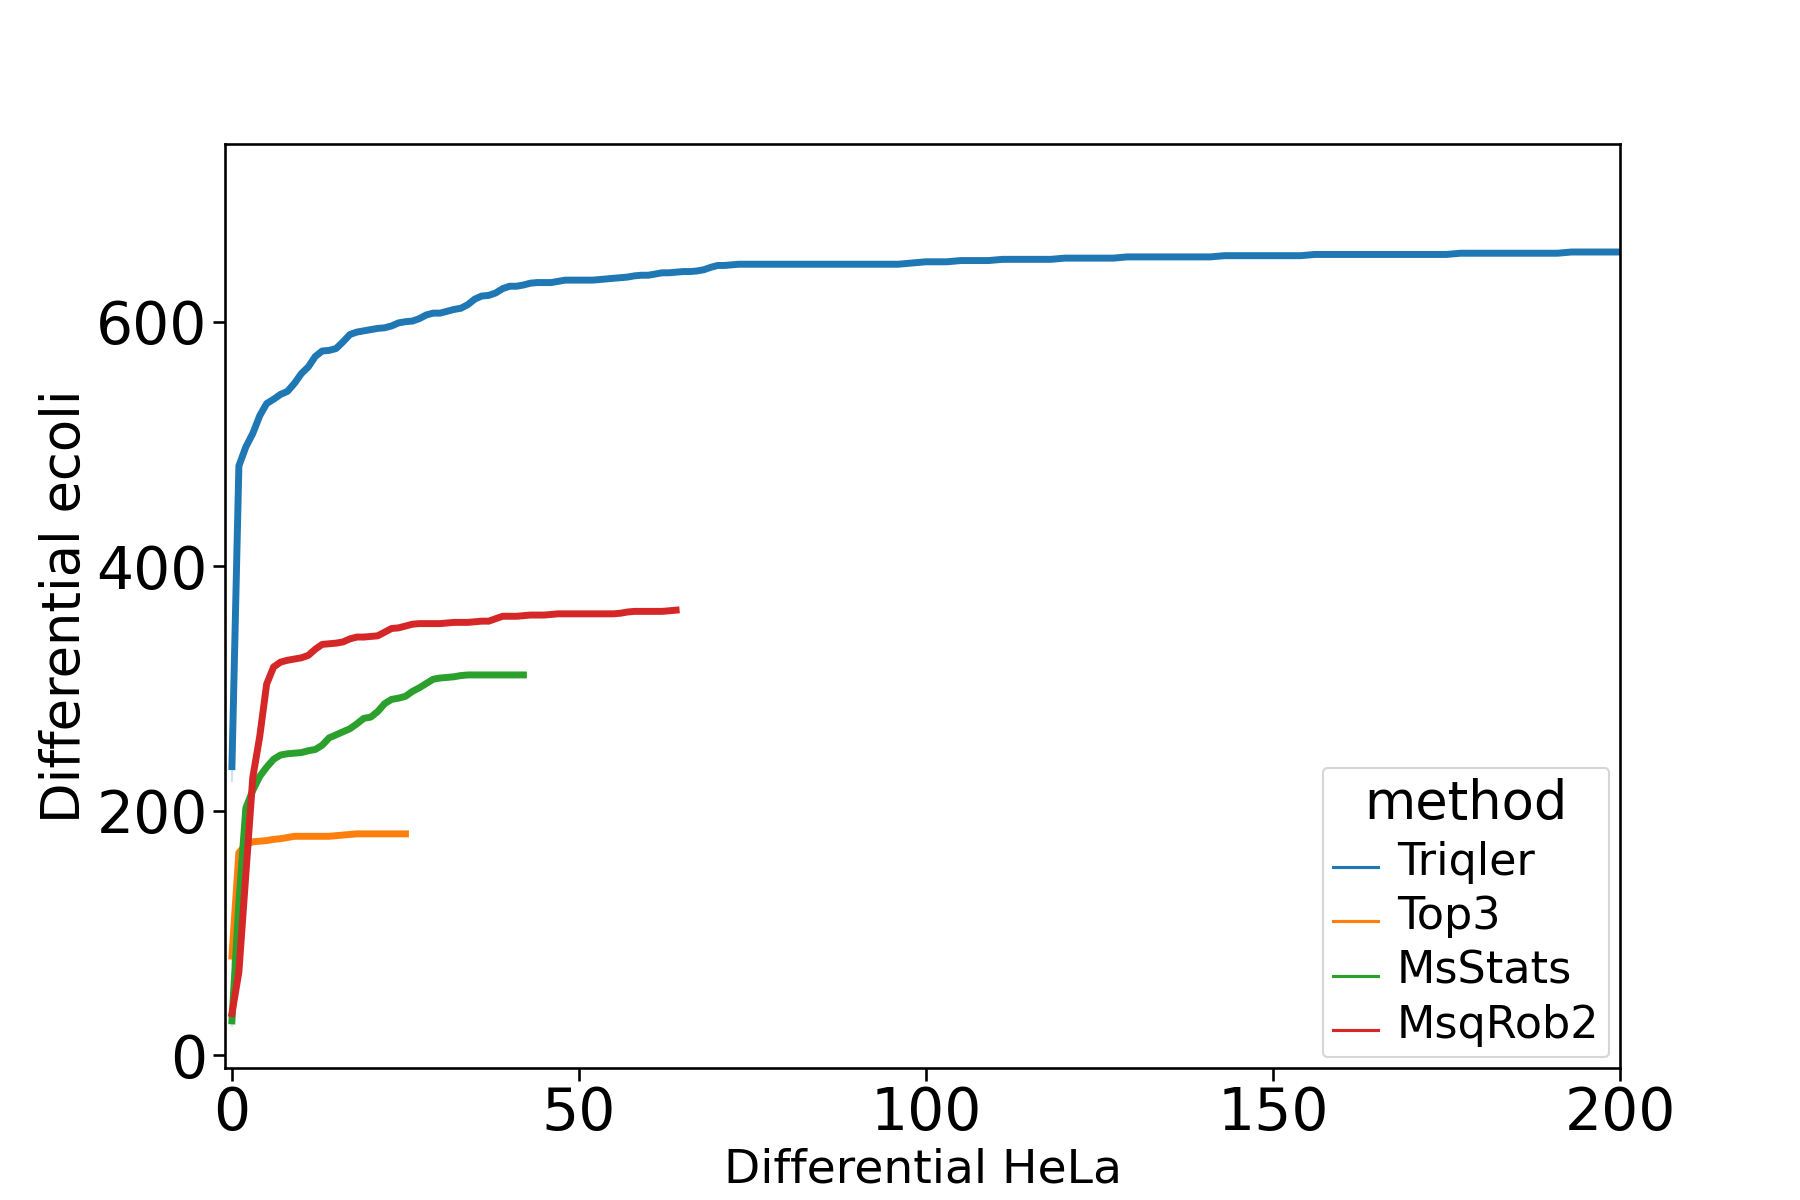 Differential ecoli
600
400
200
0
0 50 100 150 200
Differential HeLa
method
Triqler
Top3
MsStats
MsqRob2